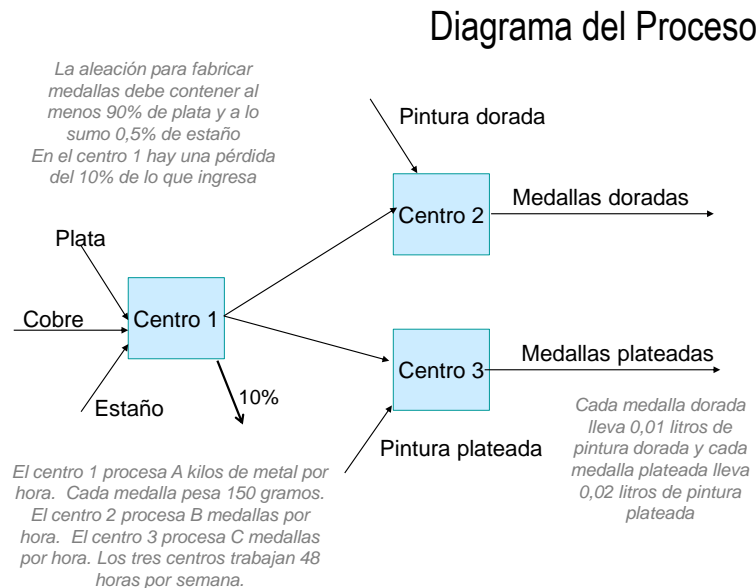 Diagrama del Proceso
La aleación para fabricar
medallas debe contener al
menos 90% de plata y a lo
sumo 0,5% de estaño
En el centro 1 hay una pérdida
del 10% de lo que ingresa
Pintura dorada
Centro 2
Medallas doradas
Plata
Cobre
Centro 1
Estaño
10%
Centro 3
Medallas plateadas
Pintura plateada
Cada medalla dorada
lleva 0,01 litros de
pintura dorada y cada
medalla plateada lleva
0,02 litros de pintura
plateada
El centro 1 procesa A kilos de metal por
hora. Cada medalla pesa 150 gramos.
El centro 2 procesa B medallas por
hora. El centro 3 procesa C medallas
por hora. Los tres centros trabajan 48
horas por semana.